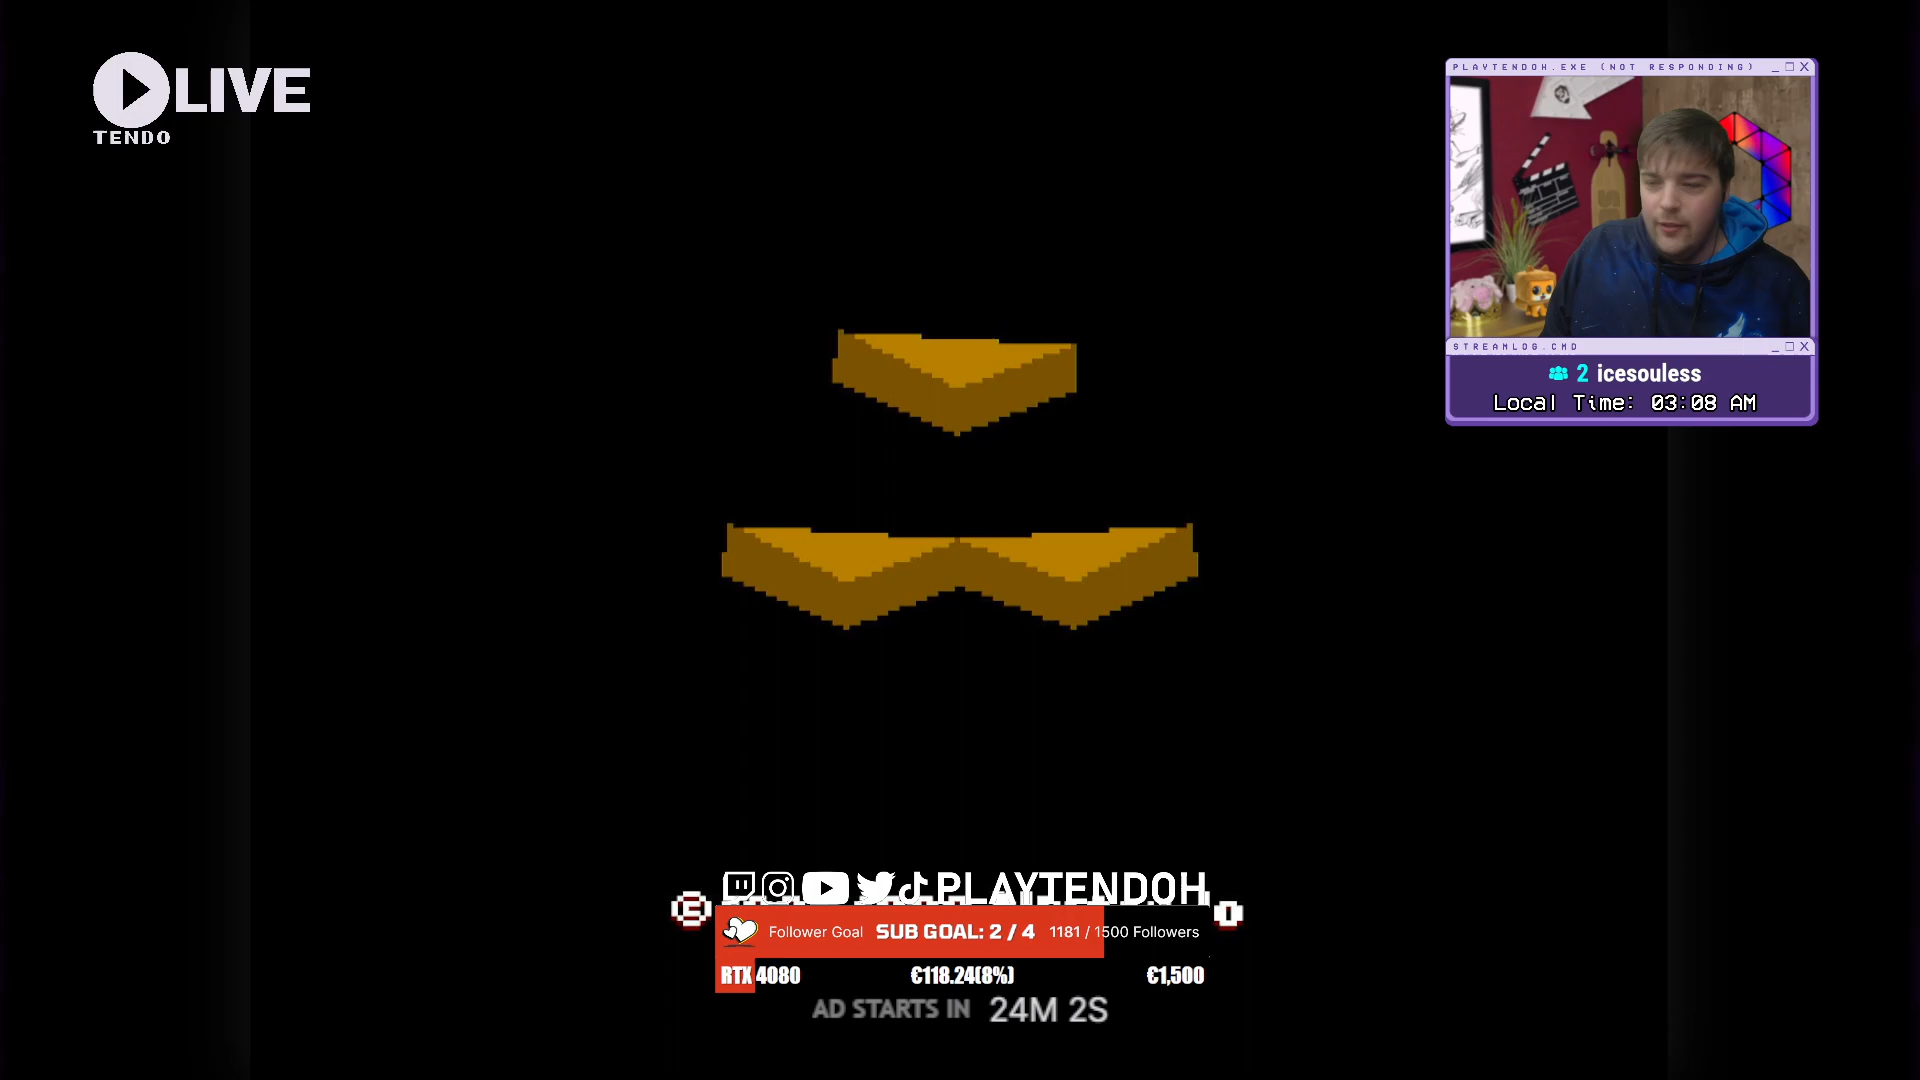 LIVE
TENDO
PLAYTENDOH.EXE (NOT RESPONDING)
STREAMLOG.CMD
2 icesouless
Local Time: 03:08 AM
PLAYTENDOH
Follower Goal SUB GOAL: 2 / 4 1181 / 1500 Followers
RTX 4080 €118.24(8%) €1,500
AD STARTS IN 24M 2S